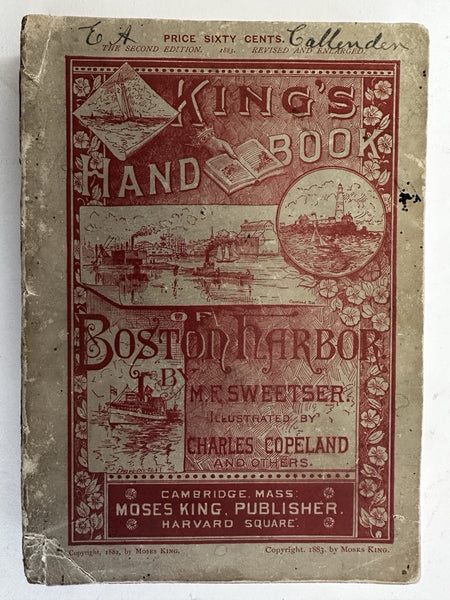 E. A. Callenden
PRICE SIXTY CENTS.
THE SECOND EDITION, 1883. REVISED AND ENLARGED.
KING'S
HAND BOOK
OF
BOSTON HARBOR
BY
M.F. SWEETSER.
ILLUSTRATED BY
CHARLES COPELAND
AND OTHERS.
CAMBRIDGE, MASS:
MOSES KING, PUBLISHER.
HARVARD SQUARE.
Copyright, 1882, by MOSES KING. Copyright, 1883, by MOSES KING.